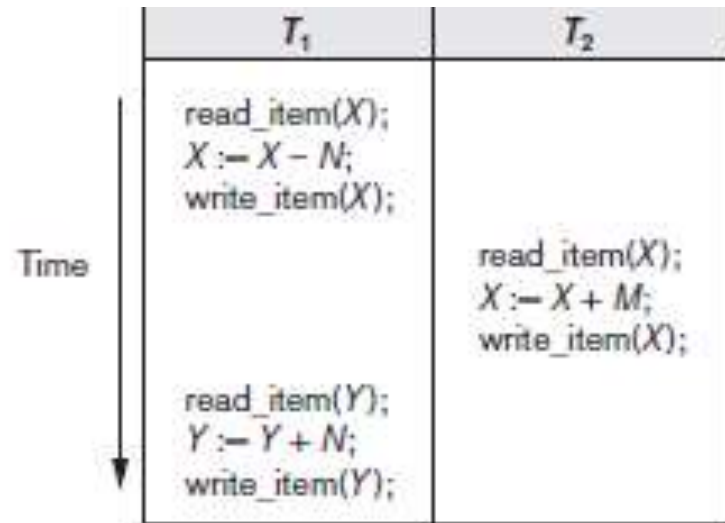 T₁ T₂
read_item(X);
X := X − N;
write_item(X);
Time
read_item(X);
X := X + M;
write_item(X);
read_item(Y);
Y := Y + N;
write_item(Y);